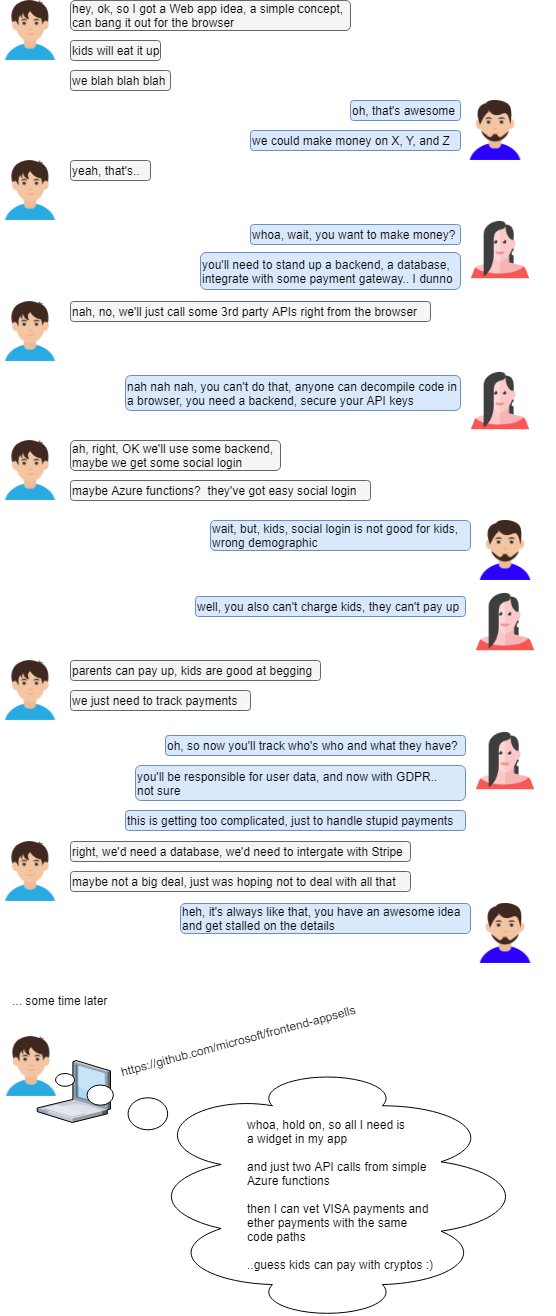 hey, ok, so I got a Web app idea, a simple concept,
can bang it out for the browser
kids will eat it up
we blah blah blah
oh, that's awesome
we could make money on X, Y, and Z
yeah, that's..
whoa, wait, you want to make money?
you'll need to stand up a backend, a database,
integrate with some payment gateway.. I dunno
nah, no, we'll just call some 3rd party APIs right from the browser
nah nah nah, you can't do that, anyone can decompile code in
a browser, you need a backend, secure your API keys
ah, right, OK we'll use some backend,
maybe we get some social login
maybe Azure functions?  they've got easy social login
wait, but, kids, social login is not good for kids,
wrong demographic
well, you also can't charge kids, they can't pay up
parents can pay up, kids are good at begging
we just need to track payments
oh, so now you'll track who's who and what they have?
you'll be responsible for user data, and now with GDPR..
not sure
this is getting too complicated, just to handle stupid payments
right, we'd need a database, we'd need to intergate with Stripe
maybe not a big deal, just was hoping not to deal with all that
heh, it's always like that, you have an awesome idea
and get stalled on the details
... some time later
https://github.com/microsoft/frontend-appsells
whoa, hold on, so all I need is
a widget in my app
and just two API calls from simple
Azure functions
then I can vet VISA payments and
ether payments with the same
code paths
..guess kids can pay with cryptos :)